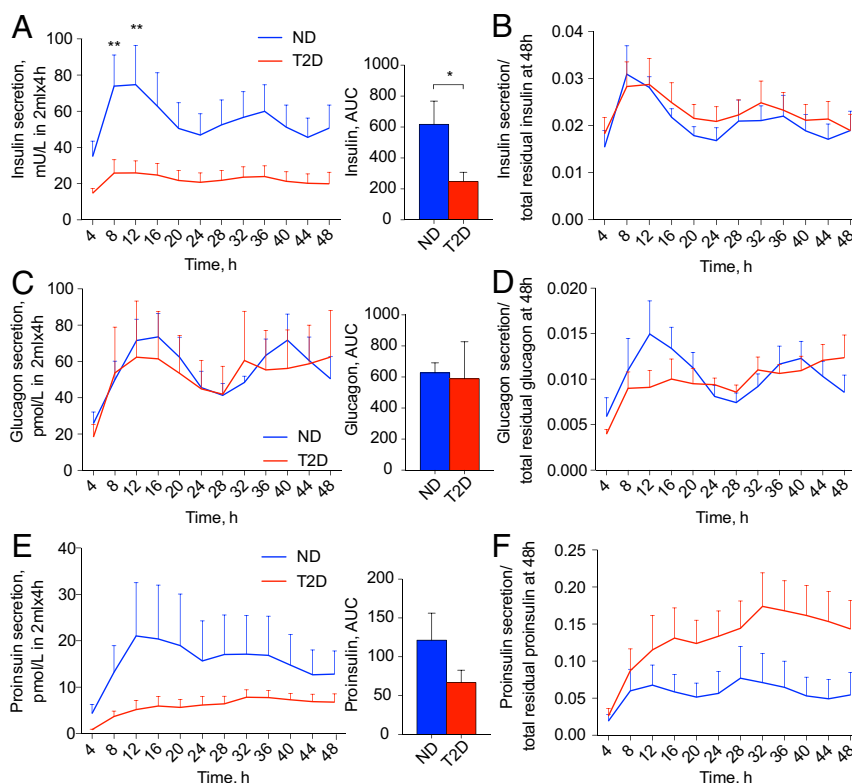 A
Insulin secretion,
mU/L in 2mlx4h
100
80
60
40
20
0
**
**
ND
T2D
4 8 12 16 20 24 28 32 36 40 44 48
Time, h
Insulin, AUC
1000
800
600
400
200
0
*
ND T2D
B
Insulin secretion/
total residual insulin at 48h
0.04
0.03
0.02
0.01
0.00
4 8 12 16 20 24 28 32 36 40 44 48
Time, h
C
Glucagon secretion,
pmol/L in 2mlx4h
100
80
60
40
20
0
ND
T2D
4 8 12 16 20 24 28 32 36 40 44 48
Time, h
Glucagon, AUC
1000
800
600
400
200
0
ND T2D
D
Glucagon secretion/
total residual glucagon at 48h
0.020
0.015
0.010
0.005
0.000
4 8 12 16 20 24 28 32 36 40 44 48
Time, h
E
Proinsulin secretion,
pmol/L in 2mlx4h
40
30
20
10
0
ND
T2D
4 8 12 16 20 24 28 32 36 40 44 48
Time, h
Proinsulin, AUC
200
150
100
50
0
ND T2D
F
Proinsulin secretion/
total residual proinsulin at 48h
0.25
0.20
0.15
0.10
0.05
0.00
4 8 12 16 20 24 28 32 36 40 44 48
Time, h